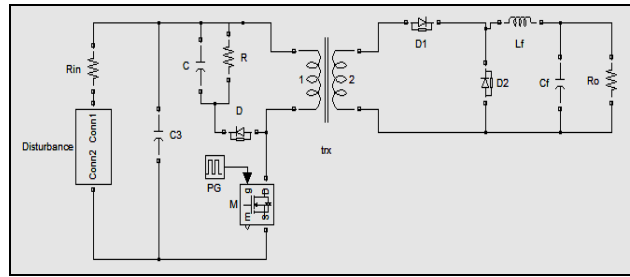 D1
Lf
Rin
C
R
1
2
D2
Cf
Ro
D
Conn1
Conn2
Disturbance
C3
trx
PG
g
D
M
m
S